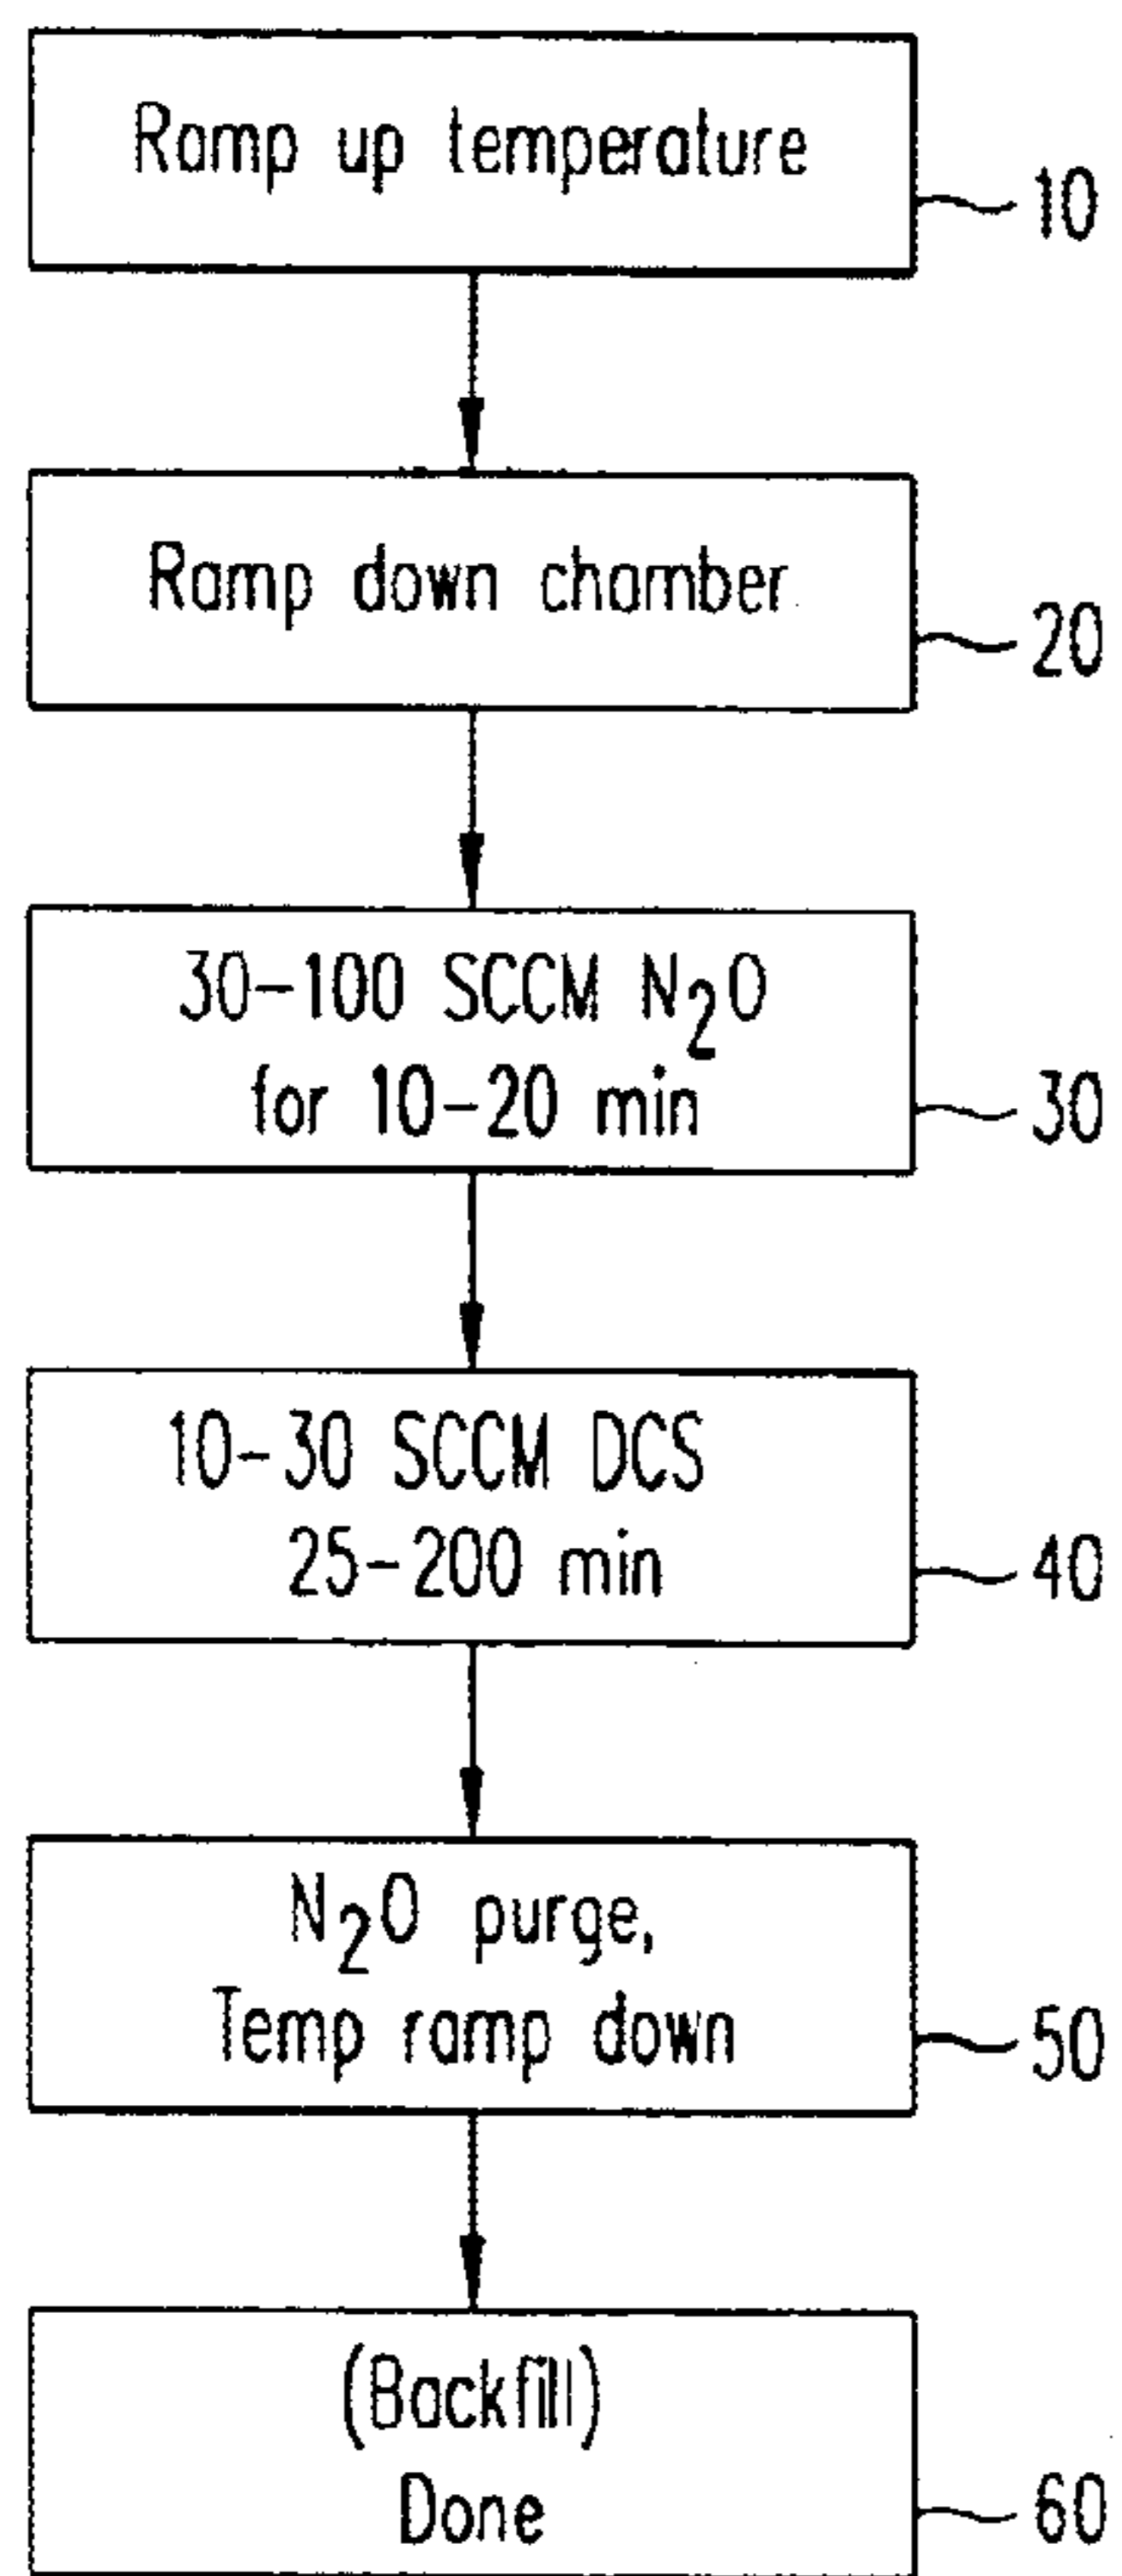 Ramp up temperature
10
Ramp down chamber
20
30-100 SCCM N2O
for 10-20 min
30
10-30 SCCM DCS
25-200 min
40
N2O purge,
Temp ramp down
50
(Backfill)
Done
60